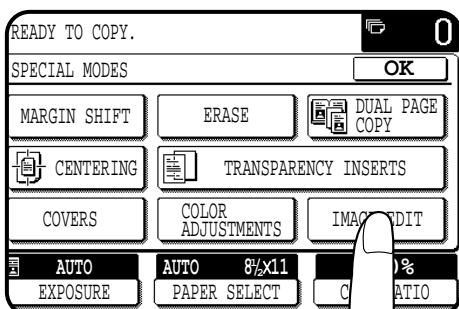 READY TO COPY. 0
SPECIAL MODES OK
MARGIN SHIFT ERASE DUAL PAGE
COPY
CENTERING TRANSPARENCY INSERTS
COVERS COLOR
ADJUSTMENTS
AUTO AUTO 8½x11 %
EXPOSURE PAPER SELECT